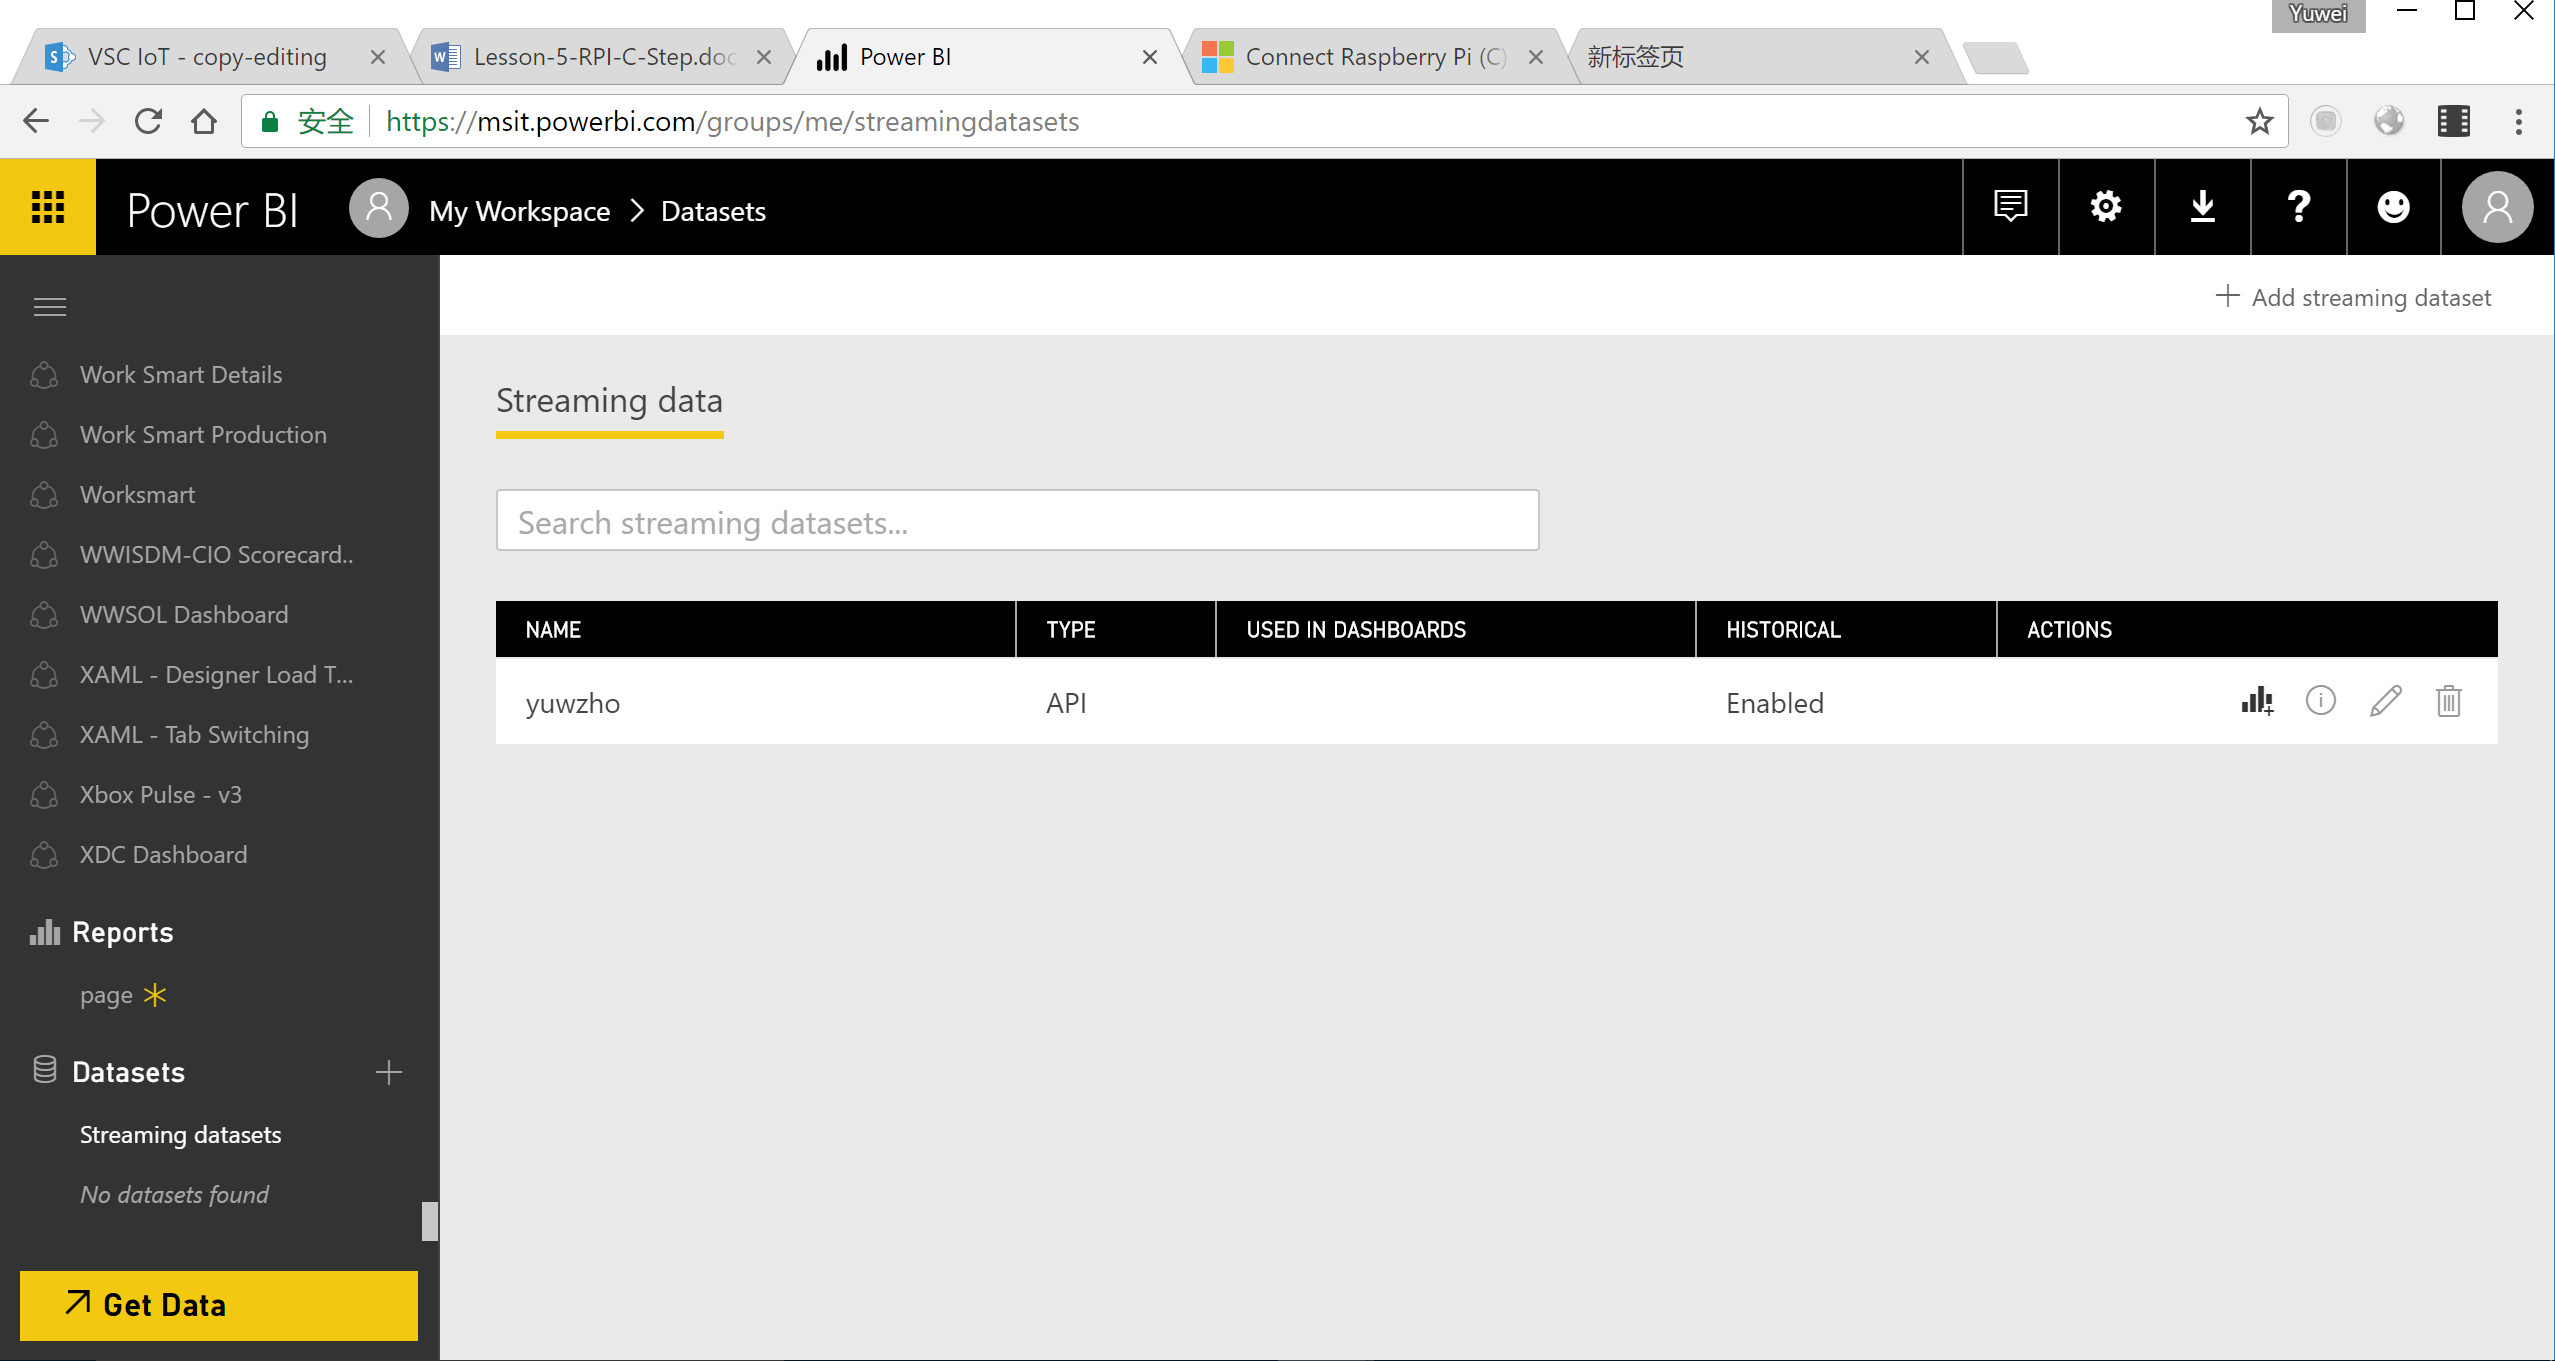 Yuwei
VSC IoT - copy-editing
Lesson-5-RPI-C-Step.doc
Power BI
Connect Raspberry Pi (C)
新标签页
安全
https://msit.powerbi.com/groups/me/streamingdatasets
Power BI
My Workspace > Datasets
Add streaming dataset
Work Smart Details
Work Smart Production
Worksmart
WWISDM-CIO Scorecard..
WWSOL Dashboard
XAML - Designer Load T...
XAML - Tab Switching
Xbox Pulse - v3
XDC Dashboard
Reports
page
Datasets
Streaming datasets
No datasets found
Get Data
Streaming data
Search streaming datasets...
NAME TYPE USED IN DASHBOARDS HISTORICAL ACTIONS
yuwzho API Enabled